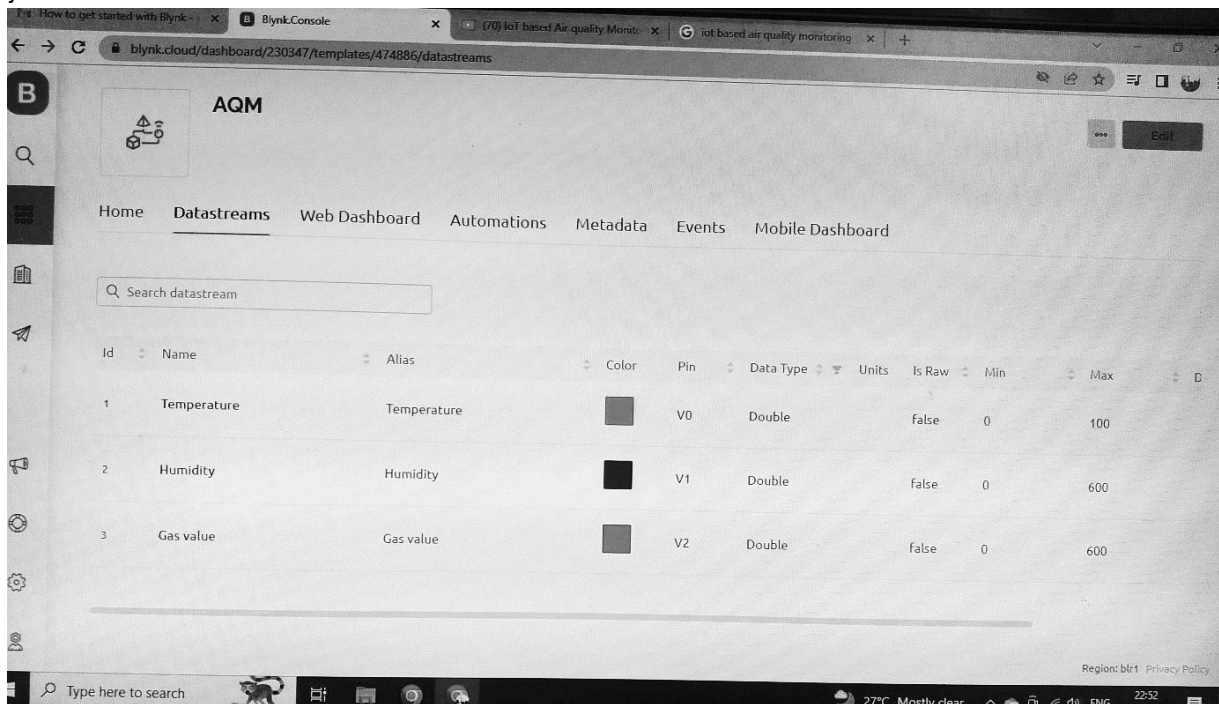 How to get started with Blynk -
Blynk.Console
(70) IoT based Air quality Monito
iot based air quality monitoring
blynk.cloud/dashboard/230347/templates/474886/datastreams
B
AQM
Edit
Home Datastreams Web Dashboard Automations Metadata Events Mobile Dashboard
Search datastream
Id Name Alias Color Pin Data Type Units Is Raw Min Max D
1 Temperature Temperature V0 Double false 0 100
2 Humidity Humidity V1 Double false 0 600
3 Gas value Gas value V2 Double false 0 600
Region: blr1 Privacy Policy
Type here to search
27°C Mostly clear
ENG
22:52